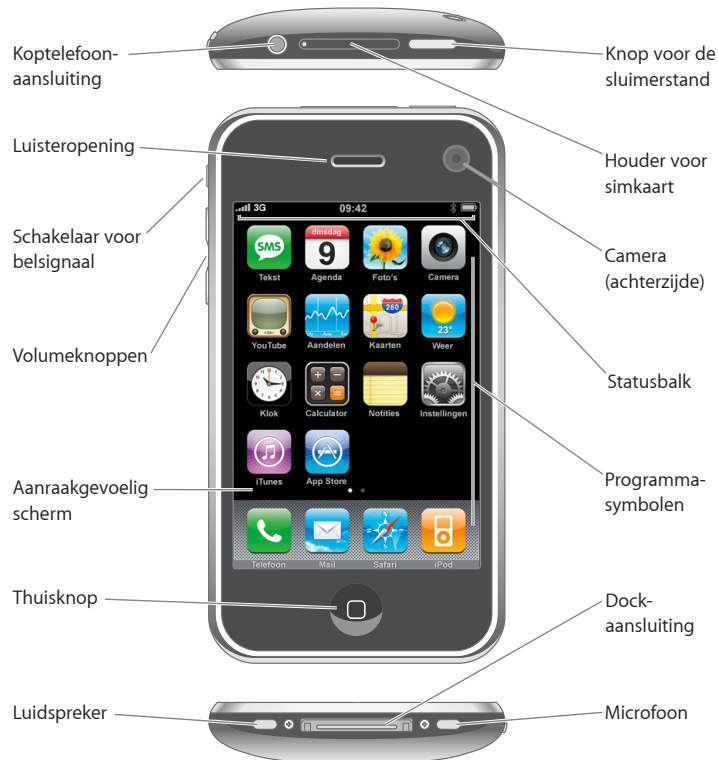 Koptelefoon-
aansluiting
Knop voor de
sluimerstand
Luisteropening
Houder voor
simkaart
Schakelaar voor
belsignaal
Camera
(achterzijde)
Volumeknoppen
Statusbalk
Aanraakgevoelig
scherm
Programma-
symbolen
Thuisknop
Dock-
aansluiting
Luidspreker
Microfoon
3G 09:42
dinsdag
SMS 9
Tekst Agenda Foto's Camera
280
23°
YouTube Aandelen Kaarten Weer
Klok Calculator Notities Instellingen
iTunes App Store
Telefoon Mail Safari iPod